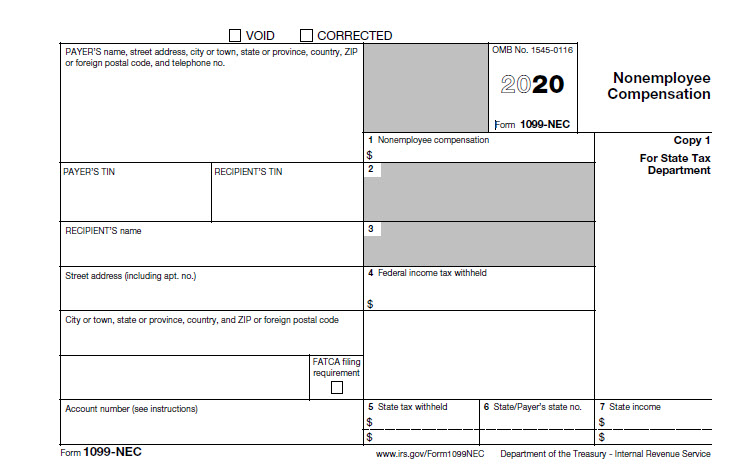 VOID CORRECTED
PAYER'S name, street address, city or town, state or province, country, ZIP
or foreign postal code, and telephone no.
OMB No. 1545-0116
2020
Form 1099-NEC
Nonemployee
Compensation
1 Nonemployee compensation
$
Copy 1
For State Tax
Department
PAYER'S TIN
RECIPIENT'S TIN
2
RECIPIENT'S name
3
Street address (including apt. no.)
4 Federal income tax withheld
$
City or town, state or province, country, and ZIP or foreign postal code
FATCA filing
requirement
Account number (see instructions)
5 State tax withheld
$
$
6 State/Payer's state no.
7 State income
$
$
Form 1099-NEC
www.irs.gov/Form1099NEC
Department of the Treasury - Internal Revenue Service